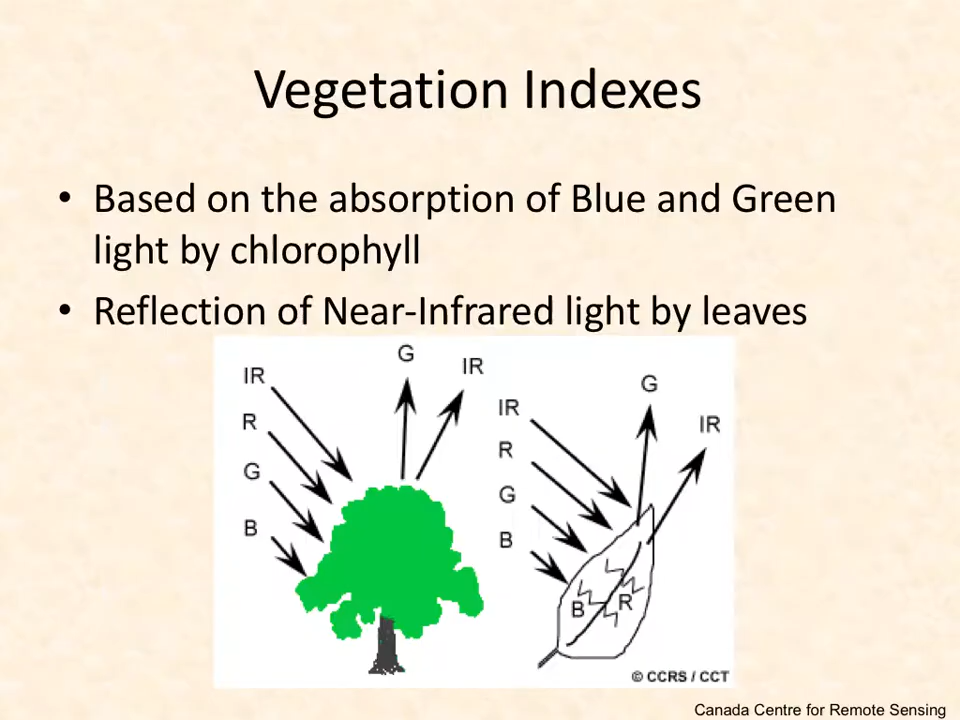 Vegetation Indexes
• Based on the absorption of Blue and Green
light by chlorophyll
• Reflection of Near-Infrared light by leaves
G
IR
IR
R
G
B
G
IR
IR
R
G
B
B
R
© CCRS / CCT
Canada Centre for Remote Sensing